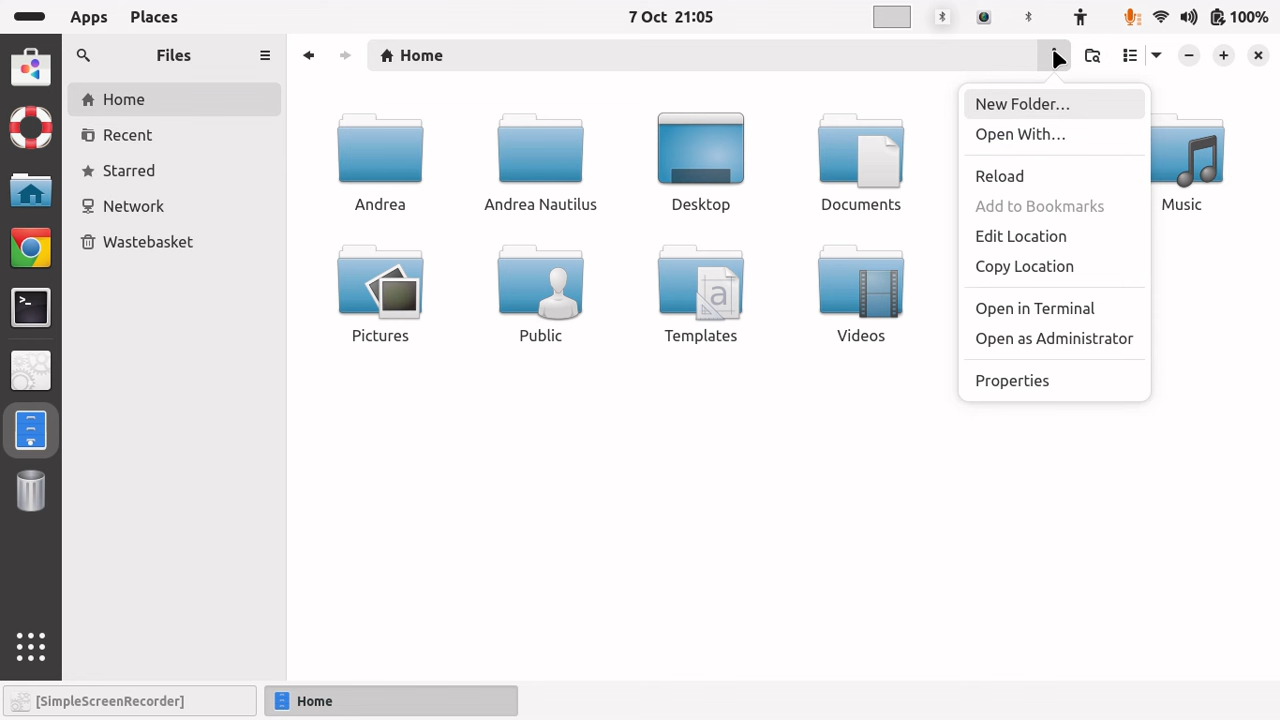 Apps Places 7 Oct 21:05 100%
Files
Home
Home
Recent
Starred
Network
Wastebasket
Andrea
Andrea Nautilus
Desktop
Documents
Music
Pictures
Public
Templates
Videos
New Folder…
Open With…
Reload
Add to Bookmarks
Edit Location
Copy Location
Open in Terminal
Open as Administrator
Properties
[SimpleScreenRecorder]
Home